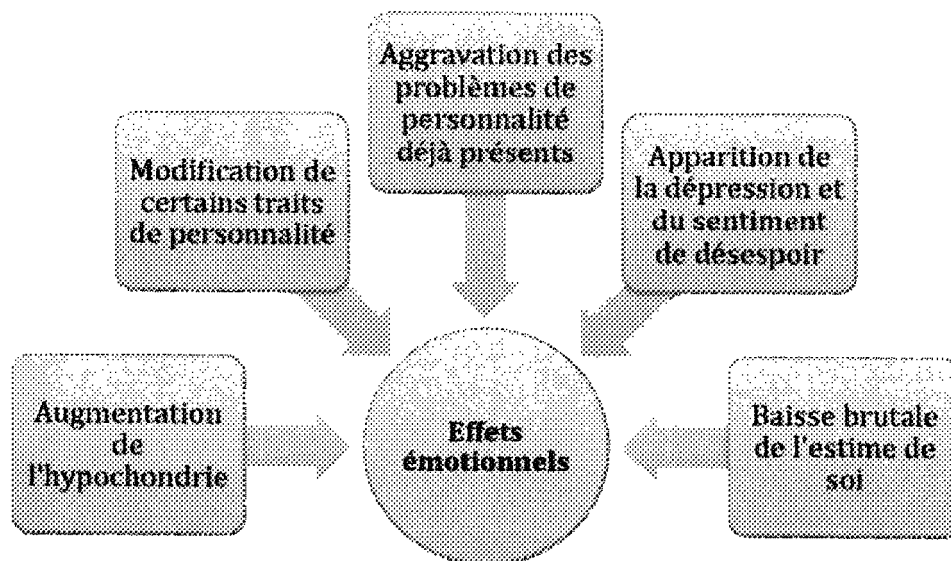 Aggravation des
problèmes de
personnalité
déjà présents
Modification de
certains traits
de personnalité
Apparition de
la dépression et
du sentiment
de désespoir
Augmentation
de
l'hypochondrie
Effets
émotionnels
Baisse brutale
de l'estime de
soi